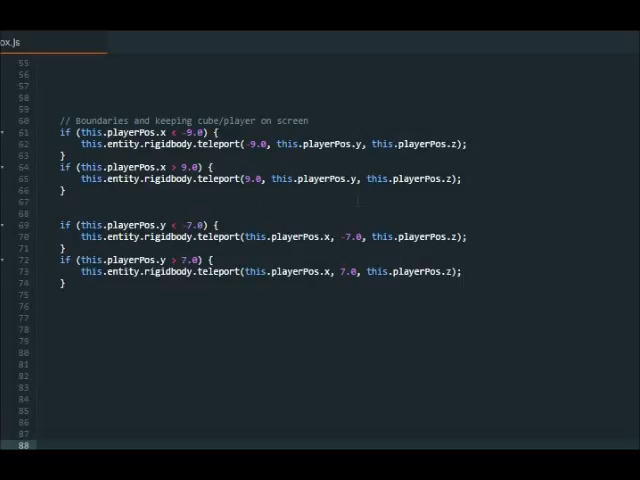 ox.js
55
56
57
58
59
60 // Boundaries and keeping cube/player on screen
61 if (this.playerPos.x < -9.0) {
62 this.entity.rigidbody.teleport(-9.0, this.playerPos.y, this.playerPos.z);
63 }
64 if (this.playerPos.x > 9.0) {
65 this.entity.rigidbody.teleport(9.0, this.playerPos.y, this.playerPos.z);
66 }
67
68
69 if (this.playerPos.y < -7.0) {
70 this.entity.rigidbody.teleport(this.playerPos.x, -7.0, this.playerPos.z);
71 }
72 if (this.playerPos.y > 7.0) {
73 this.entity.rigidbody.teleport(this.playerPos.x, 7.0, this.playerPos.z);
74 }
75
76
77
78
79
80
81
82
83
84
85
86
87
88